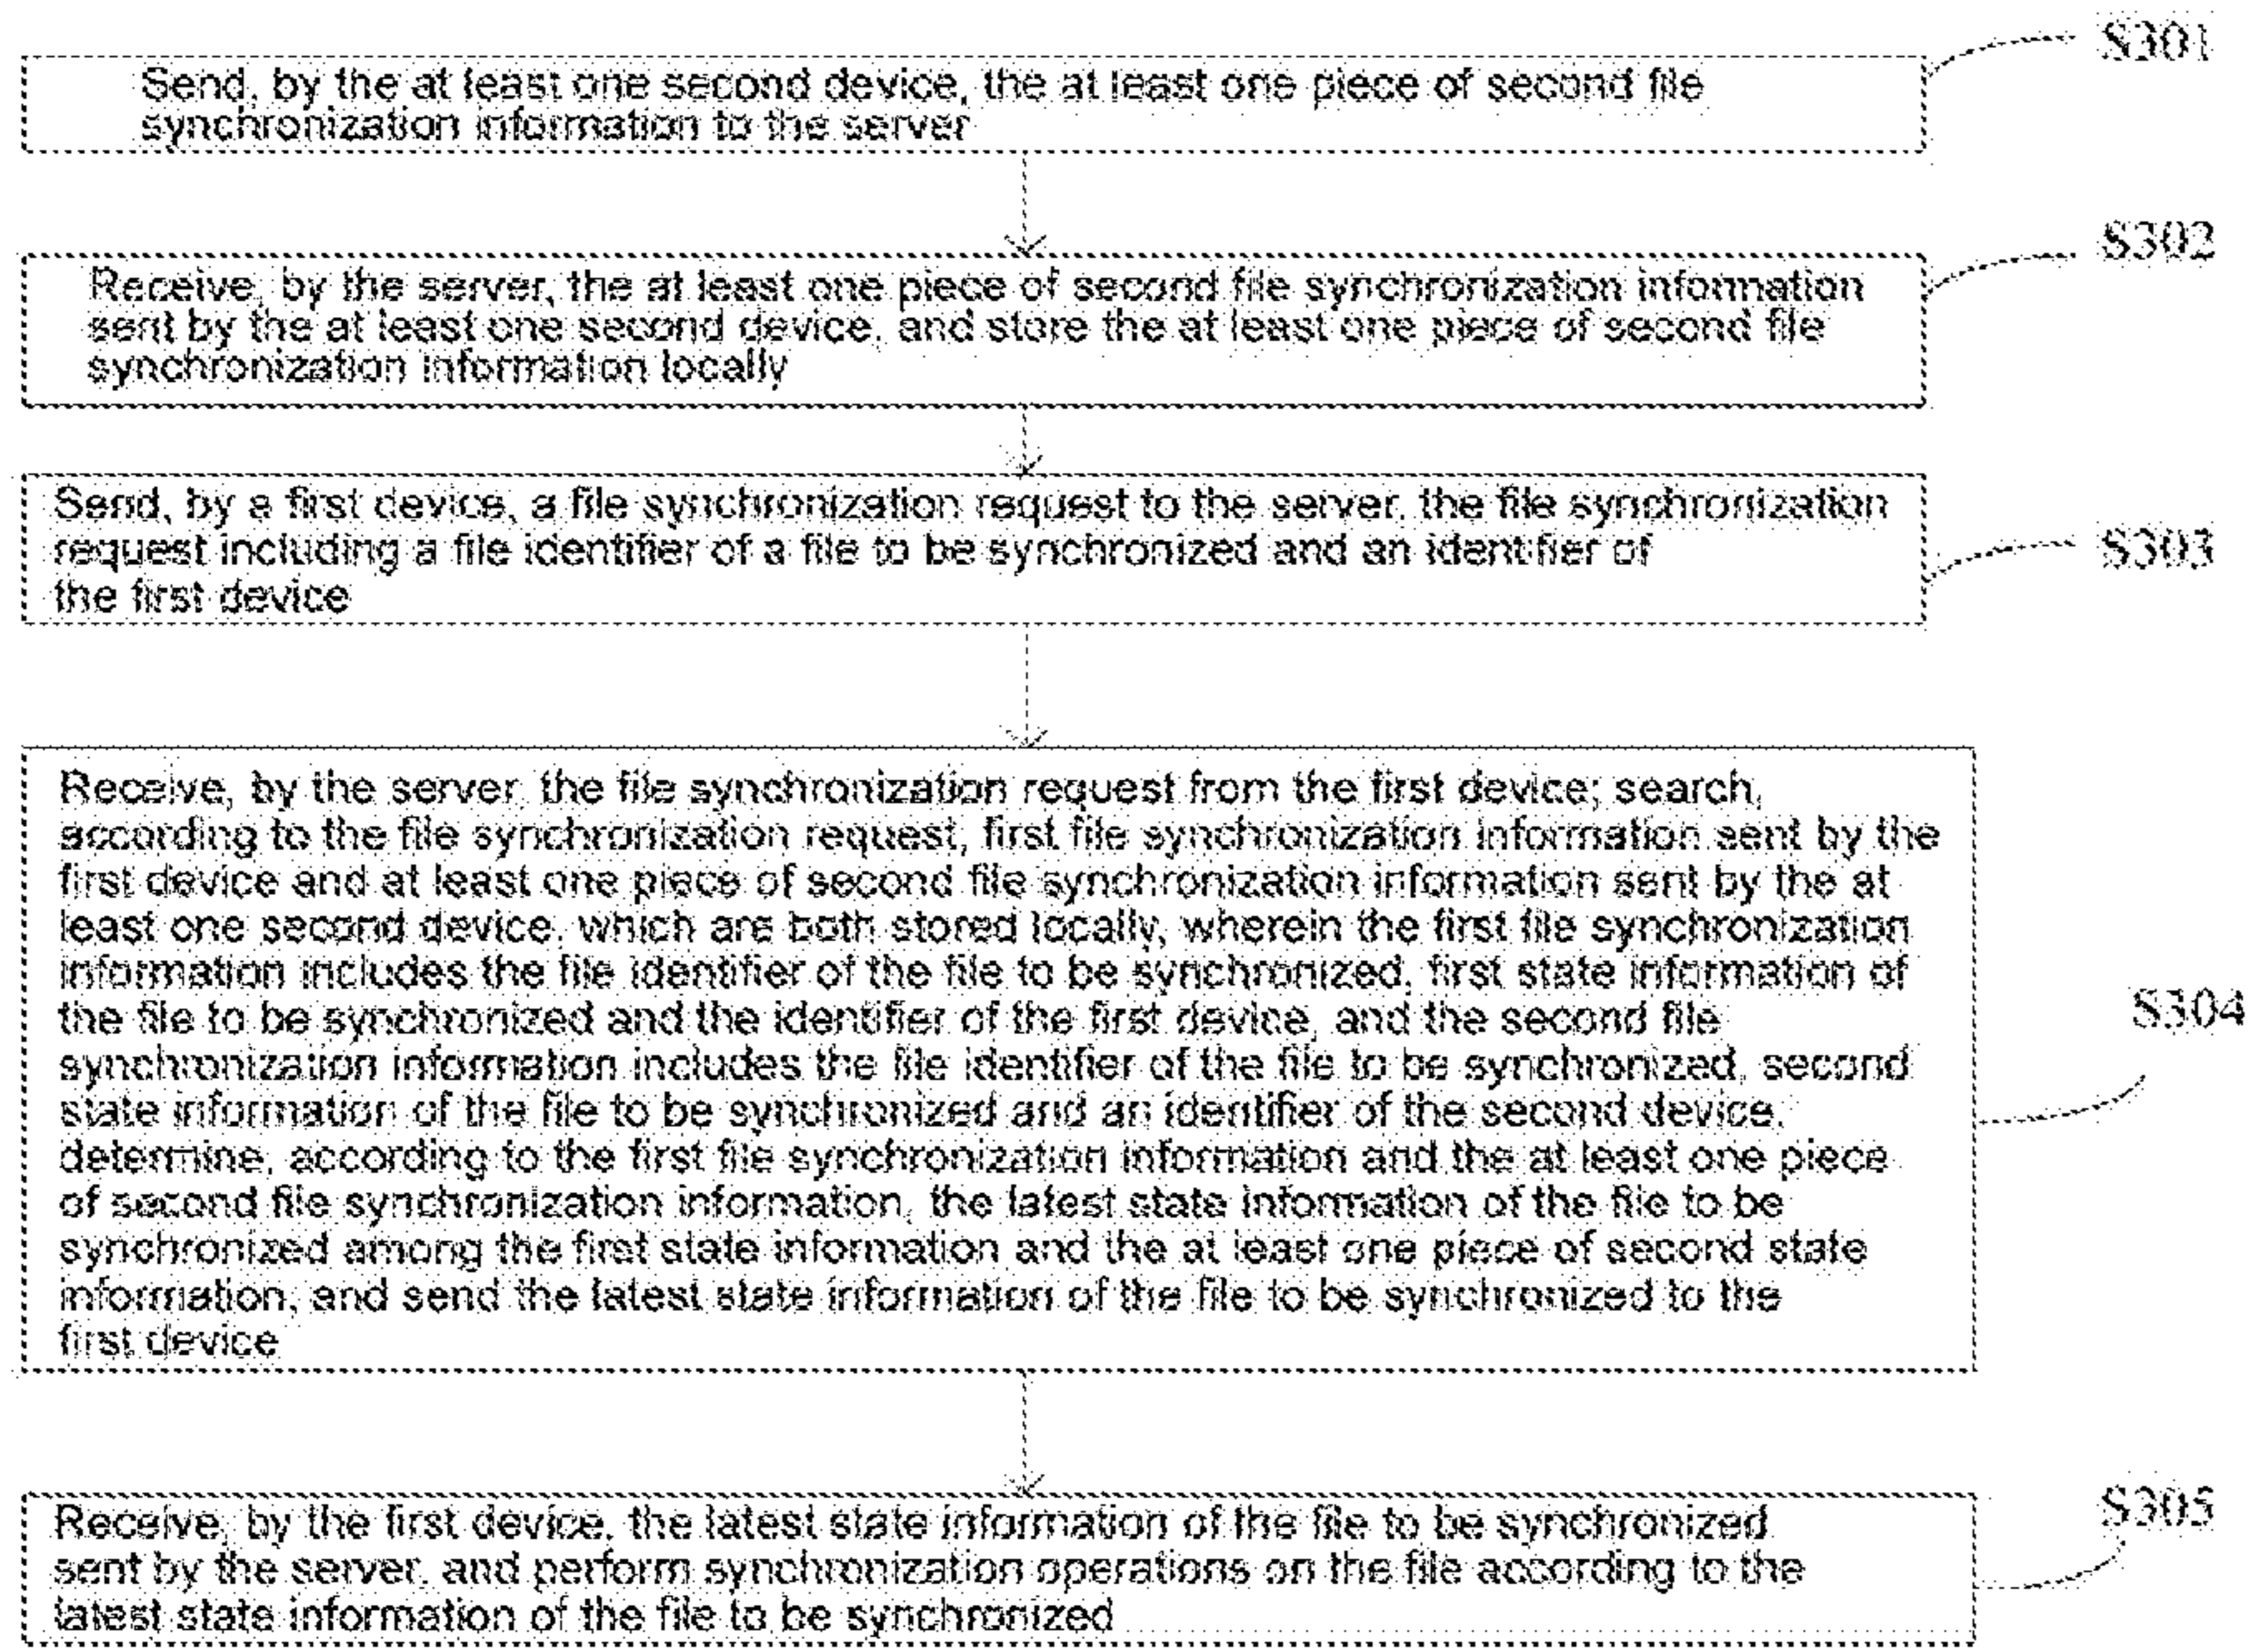 S301
Send, by the at least one second device, the at least one piece of second file
synchronization information to the server
S302
Receive, by the server, the at least one piece of second file synchronization information
sent by the at least one second device, and store the at least one piece of second file
synchronization information locally
Send, by a first device, a file synchronization request to the server, the file synchronization
request including a file identifier of a file to be synchronized and an identifier of
the first device
S303
Receive, by the server, the file synchronization request from the first device; search,
according to the file synchronization request, first file synchronization information sent by the
first device and at least one piece of second file synchronization information sent by the at
least one second device, which are both stored locally, wherein the first file synchronization
information includes the file identifier of the file to be synchronized, first state information of
the file to be synchronized and the identifier of the first device, and the second file
synchronization information includes the file identifier of the file to be synchronized, second
state information of the file to be synchronized and an identifier of the second device,
determine, according to the first file synchronization information and the at least one piece
of second file synchronization information, the latest state information of the file to be
synchronized among the first state information and the at least one piece of second state
information, and send the latest state information of the file to be synchronized to the
first device
S304
Receive, by the first device, the latest state information of the file to be synchronized
sent by the server, and perform synchronization operations on the file according to the
latest state information of the file to be synchronized
S305